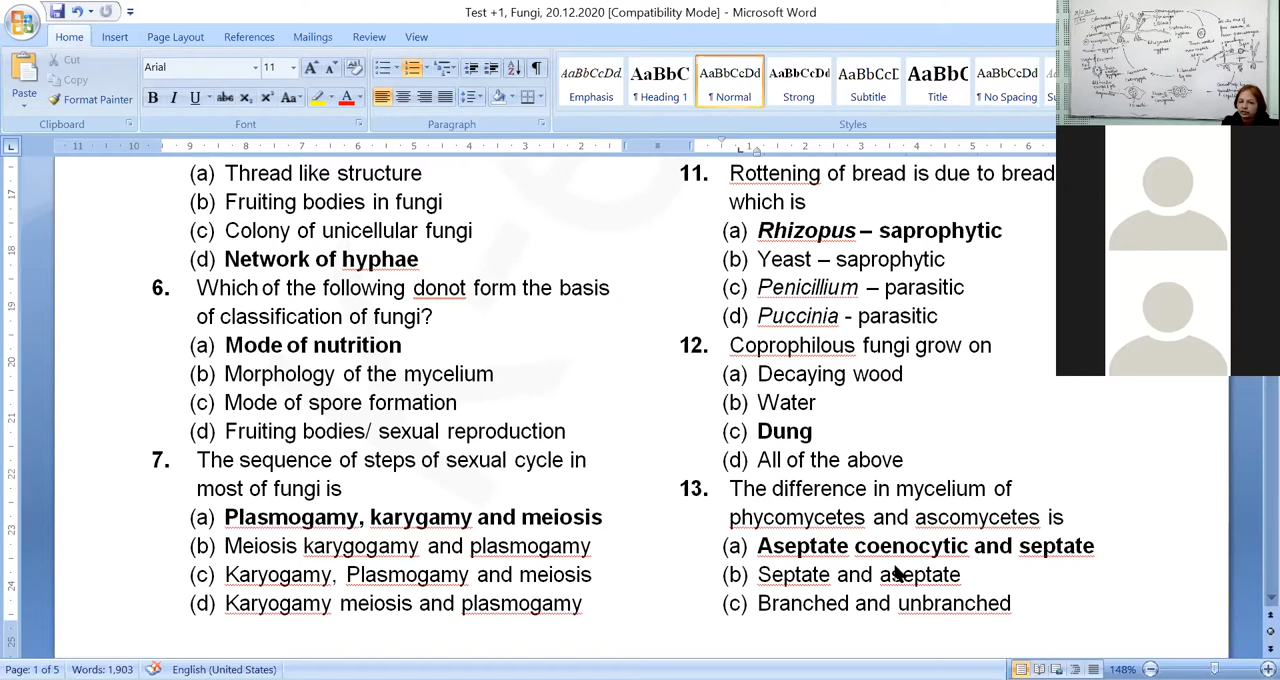 Test +1, Fungi, 20.12.2020 [Compatibility Mode] - Microsoft Word
Home Insert Page Layout References Mailings Review View
Cut
Copy
Format Painter
Paste
Clipboard
Arial 11
Font
Paragraph
AaBbCcDd. AaBbC AaBbCcDd AaBbCcDd AaBbCcD AaBbC AaBbCcDd
Emphasis ¶ Heading 1 ¶ Normal Strong Subtitle Title ¶ No Spacing
Styles
(a) Thread like structure
(b) Fruiting bodies in fungi
(c) Colony of unicellular fungi
(d) Network of hyphae
6. Which of the following donot form the basis
of classification of fungi?
(a) Mode of nutrition
(b) Morphology of the mycelium
(c) Mode of spore formation
(d) Fruiting bodies/ sexual reproduction
7. The sequence of steps of sexual cycle in
most of fungi is
(a) Plasmogamy, karygamy and meiosis
(b) Meiosis karygogamy and plasmogamy
(c) Karyogamy, Plasmogamy and meiosis
(d) Karyogamy meiosis and plasmogamy
11. Rottening of bread is due to bread
which is
(a) Rhizopus – saprophytic
(b) Yeast – saprophytic
(c) Penicillium – parasitic
(d) Puccinia - parasitic
12. Coprophilous fungi grow on
(a) Decaying wood
(b) Water
(c) Dung
(d) All of the above
13. The difference in mycelium of
phycomycetes and ascomycetes is
(a) Aseptate coenocytic and septate
(b) Septate and aseptate
(c) Branched and unbranched
Page: 1 of 5 Words: 1,903 English (United States) 148%